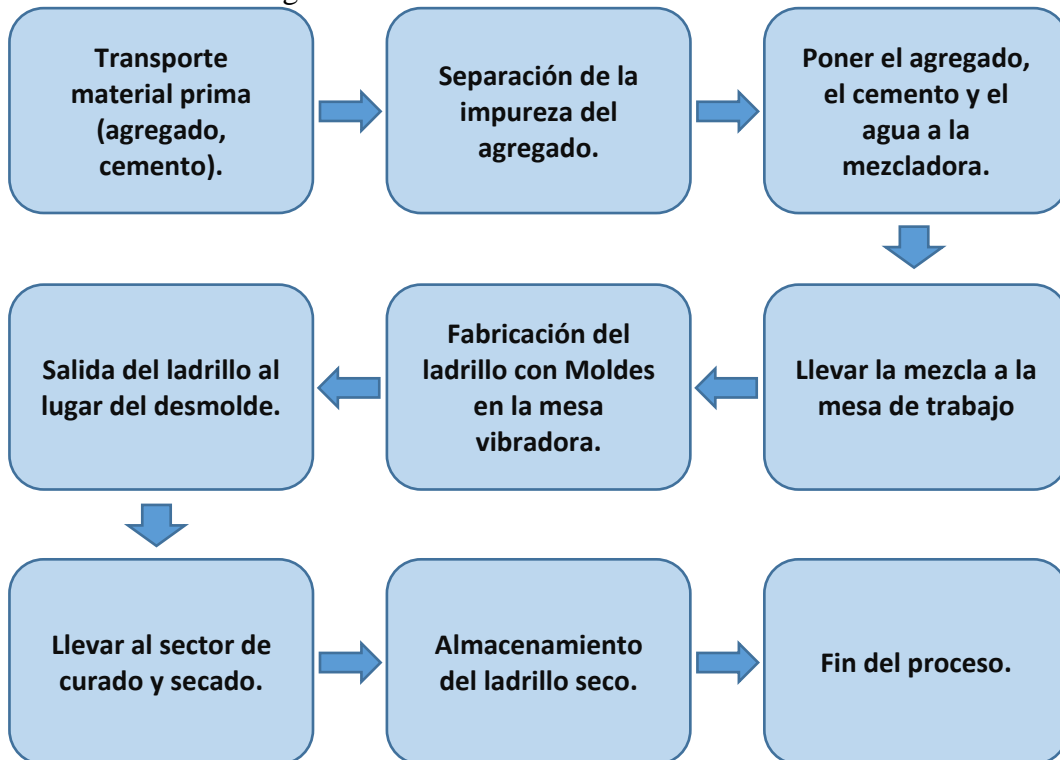 Transporte
material prima
(agregado,
cemento).
Separación de la
impureza del
agregado.
Poner el agregado,
el cemento y el
agua a la
mezcladora.
Llevar la mezcla a la
mesa de trabajo
Fabricación del
ladrillo con Moldes
en la mesa
vibradora.
Salida del ladrillo al
lugar del desmolde.
Llevar al sector de
curado y secado.
Almacenamiento
del ladrillo seco.
Fin del proceso.